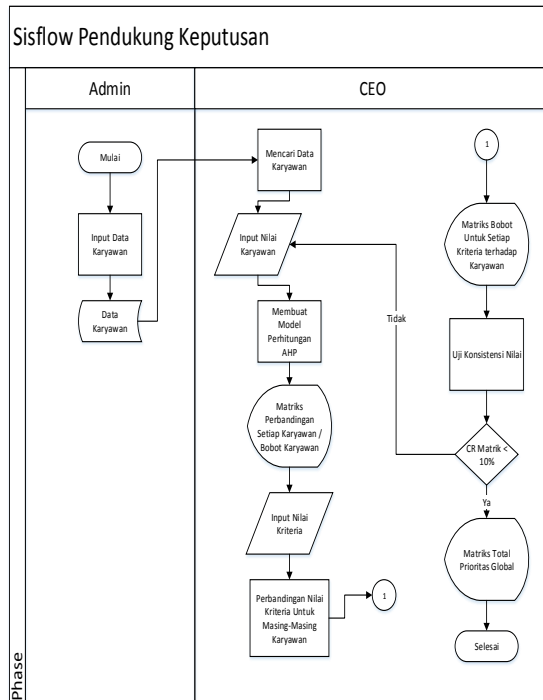 Sisflow Pendukung Keputusan
Admin
CEO
Phase
Mulai
Input Data
Karyawan
Data
Karyawan
Mencari Data
Karyawan
Input Nilai
Karyawan
Membuat
Model
Perhitungan
AHP
Matriks
Perbandingan
Setiap Karyawan /
Bobot Karyawan
Input Nilai
Kriteria
Perbandingan Nilai
Kriteria Untuk
Masing-Masing
Karyawan
1
1
Matriks Bobot
Untuk Setiap
Kriteria terhadap
Karyawan
Uji Konsistensi Nilai
CR Matrik <
10%
Tidak
Ya
Matriks Total
Prioritas Global
Selesai